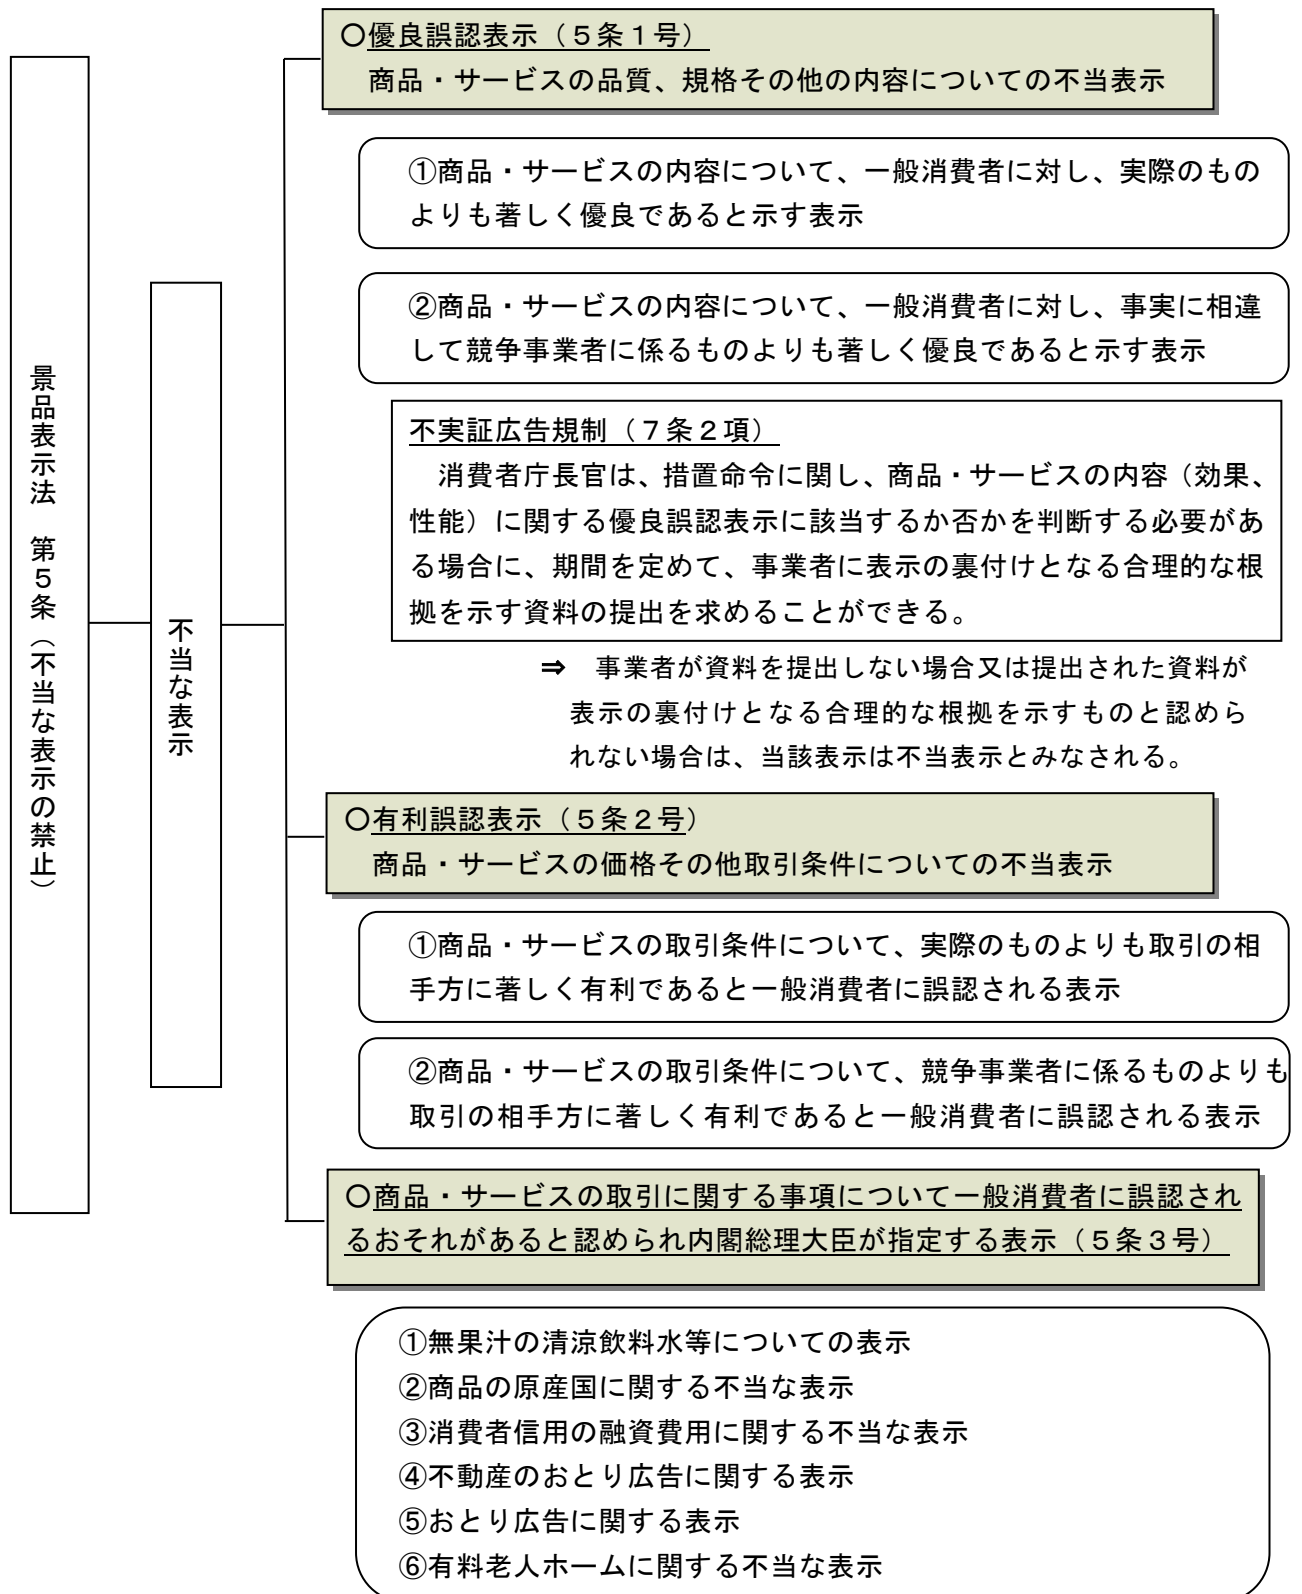 景品表示法　第５条（不当な表示の禁止）
不当な表示
○優良誤認表示（５条１号）
商品・サービスの品質、規格その他の内容についての不当表示
①商品・サービスの内容について、一般消費者に対し、実際のもの
よりも著しく優良であると示す表示
②商品・サービスの内容について、一般消費者に対し、事実に相違
して競争事業者に係るものよりも著しく優良であると示す表示
不実証広告規制（７条２項）
消費者庁長官は、措置命令に関し、商品・サービスの内容（効果、
性能）に関する優良誤認表示に該当するか否かを判断する必要があ
る場合に、期間を定めて、事業者に表示の裏付けとなる合理的な根
拠を示す資料の提出を求めることができる。
⇒　事業者が資料を提出しない場合又は提出された資料が
表示の裏付けとなる合理的な根拠を示すものと認めら
れない場合は、当該表示は不当表示とみなされる。
○有利誤認表示（５条２号）
商品・サービスの価格その他取引条件についての不当表示
①商品・サービスの取引条件について、実際のものよりも取引の相
手方に著しく有利であると一般消費者に誤認される表示
②商品・サービスの取引条件について、競争事業者に係るものよりも
取引の相手方に著しく有利であると一般消費者に誤認される表示
○商品・サービスの取引に関する事項について一般消費者に誤認され
るおそれがあると認められ内閣総理大臣が指定する表示（５条３号）
①無果汁の清涼飲料水等についての表示
②商品の原産国に関する不当な表示
③消費者信用の融資費用に関する不当な表示
④不動産のおとり広告に関する表示
⑤おとり広告に関する表示
⑥有料老人ホームに関する不当な表示